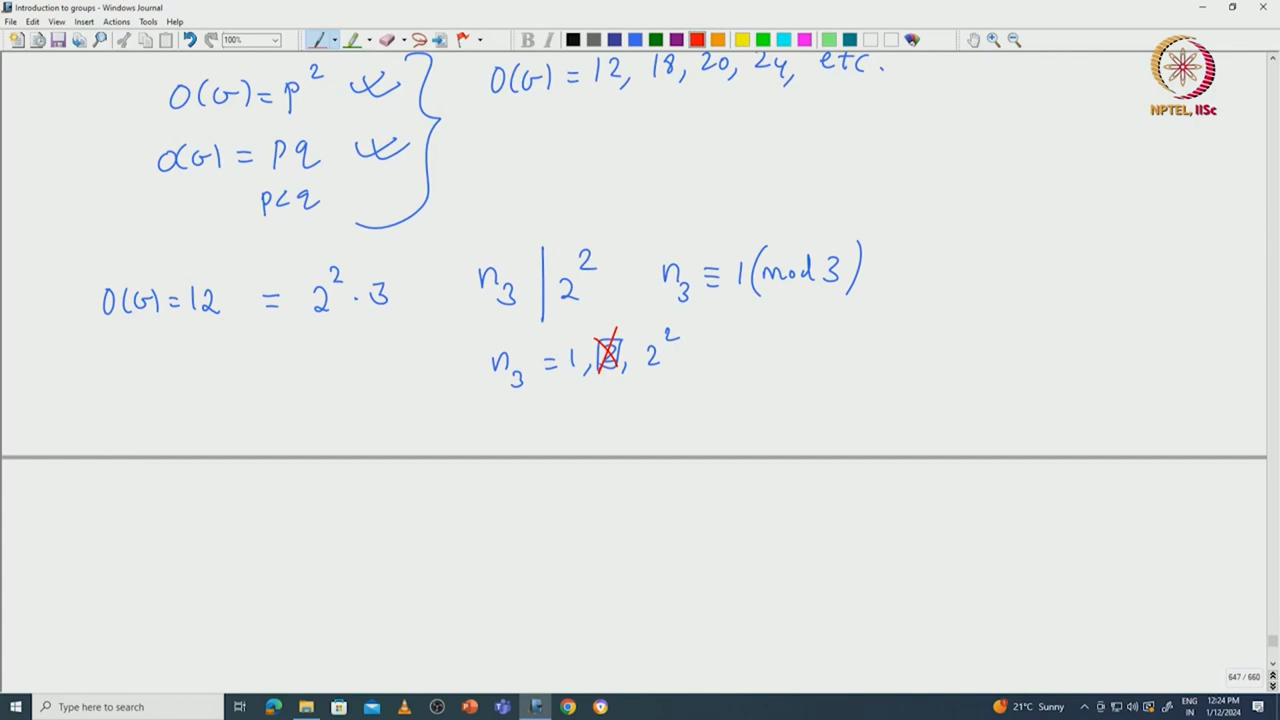 Introduction to groups - Windows Journal
File Edit View Insert Actions Tools Help
100%
B I
NPTEL, IISc
O(G) = p²
O(G) = 12, 18, 20, 24, etc.
O(G) = pq
p<q
O(G) = 12 = 2² · 3
n₃ | 2² n₃ ≡ 1 (mod 3)
n₃ = 1, 2, 2²
647 / 660
Type here to search
21°C Sunny
ENG
IN
12:24 PM
1/12/2024